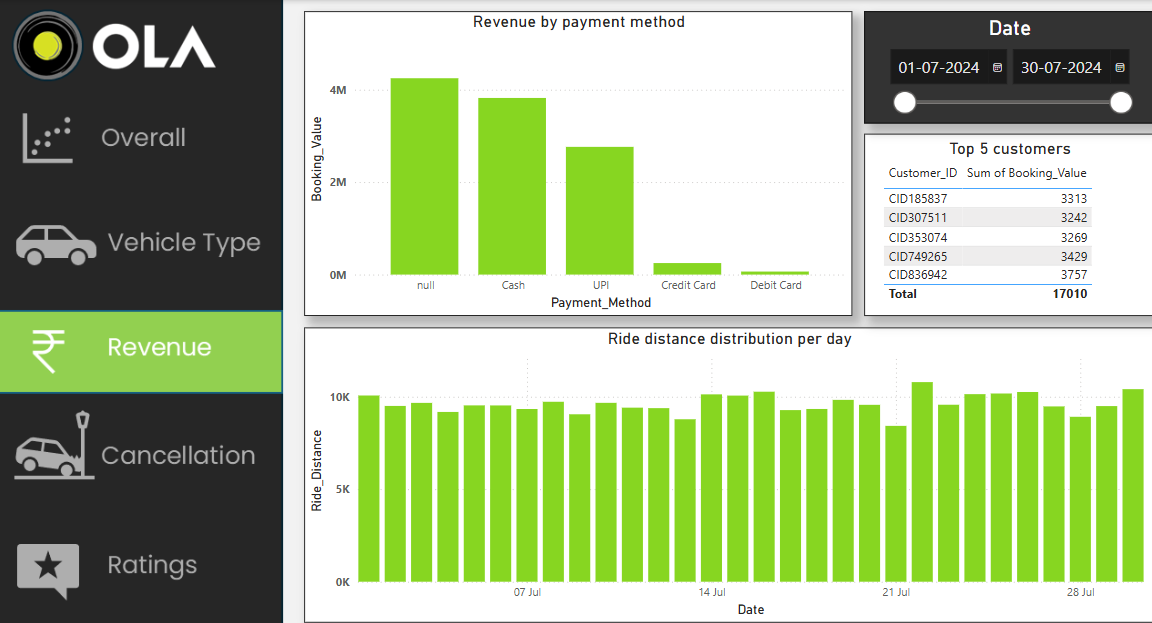 OLA
Overall
Vehicle Type
Revenue
Cancellation
Ratings
Revenue by payment method
Booking_Value
4M
2M
0M
null Cash UPI Credit Card Debit Card
Payment_Method
Date
01-07-2024 30-07-2024
Top 5 customers
Customer_ID Sum of Booking_Value
CID185837 3313
CID307511 3242
CID353074 3269
CID749265 3429
CID836942 3757
Total 17010
Ride distance distribution per day
Ride_Distance
10K
5K
0K
07 Jul 14 Jul 21 Jul 28 Jul
Date